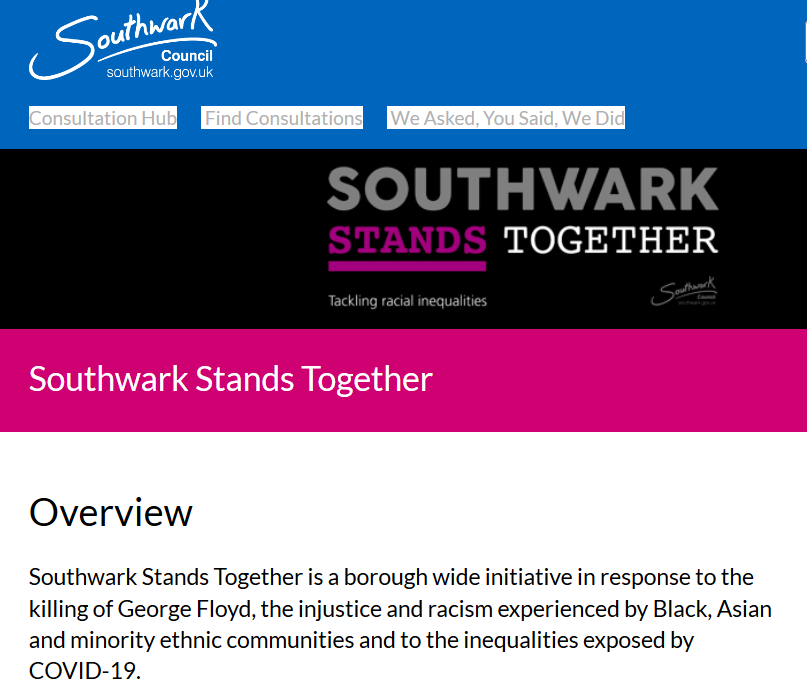 Southwark
Council
southwark.gov.uk
Consultation Hub Find Consultations We Asked, You Said, We Did
SOUTHWARK
STANDS TOGETHER
Tackling racial inequalities
Southwark
Council
Southwark Stands Together
Overview
Southwark Stands Together is a borough wide initiative in response to the
killing of George Floyd, the injustice and racism experienced by Black, Asian
and minority ethnic communities and to the inequalities exposed by
COVID-19.